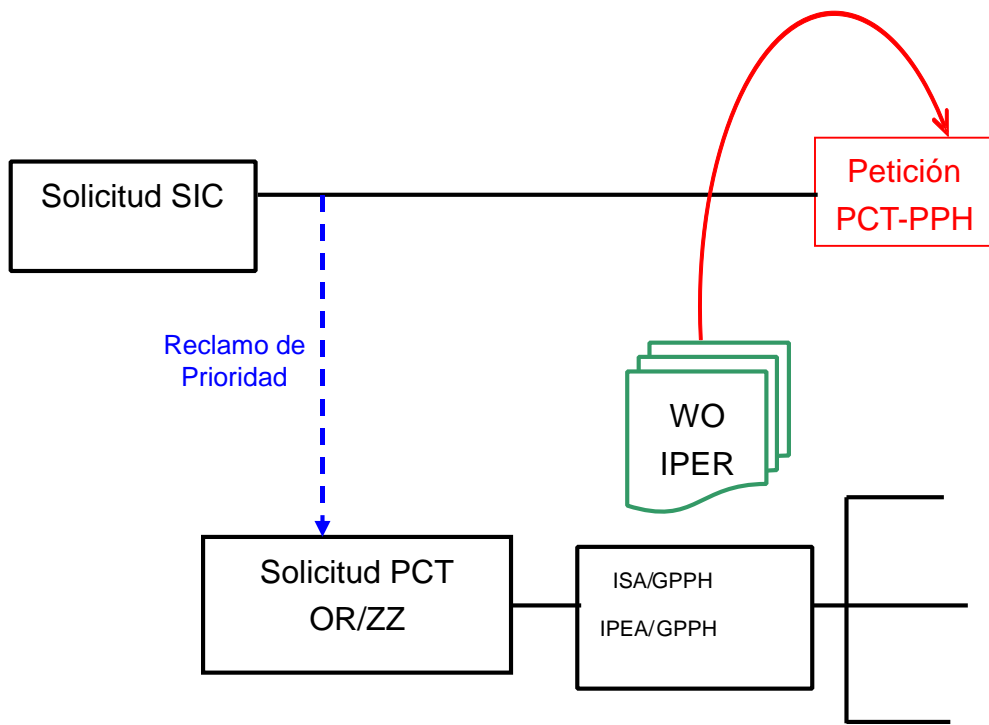 Solicitud SIC
Petición
PCT-PPH
Reclamo de
Prioridad
WO
IPER
Solicitud PCT
OR/ZZ
ISA/GPPH
IPEA/GPPH